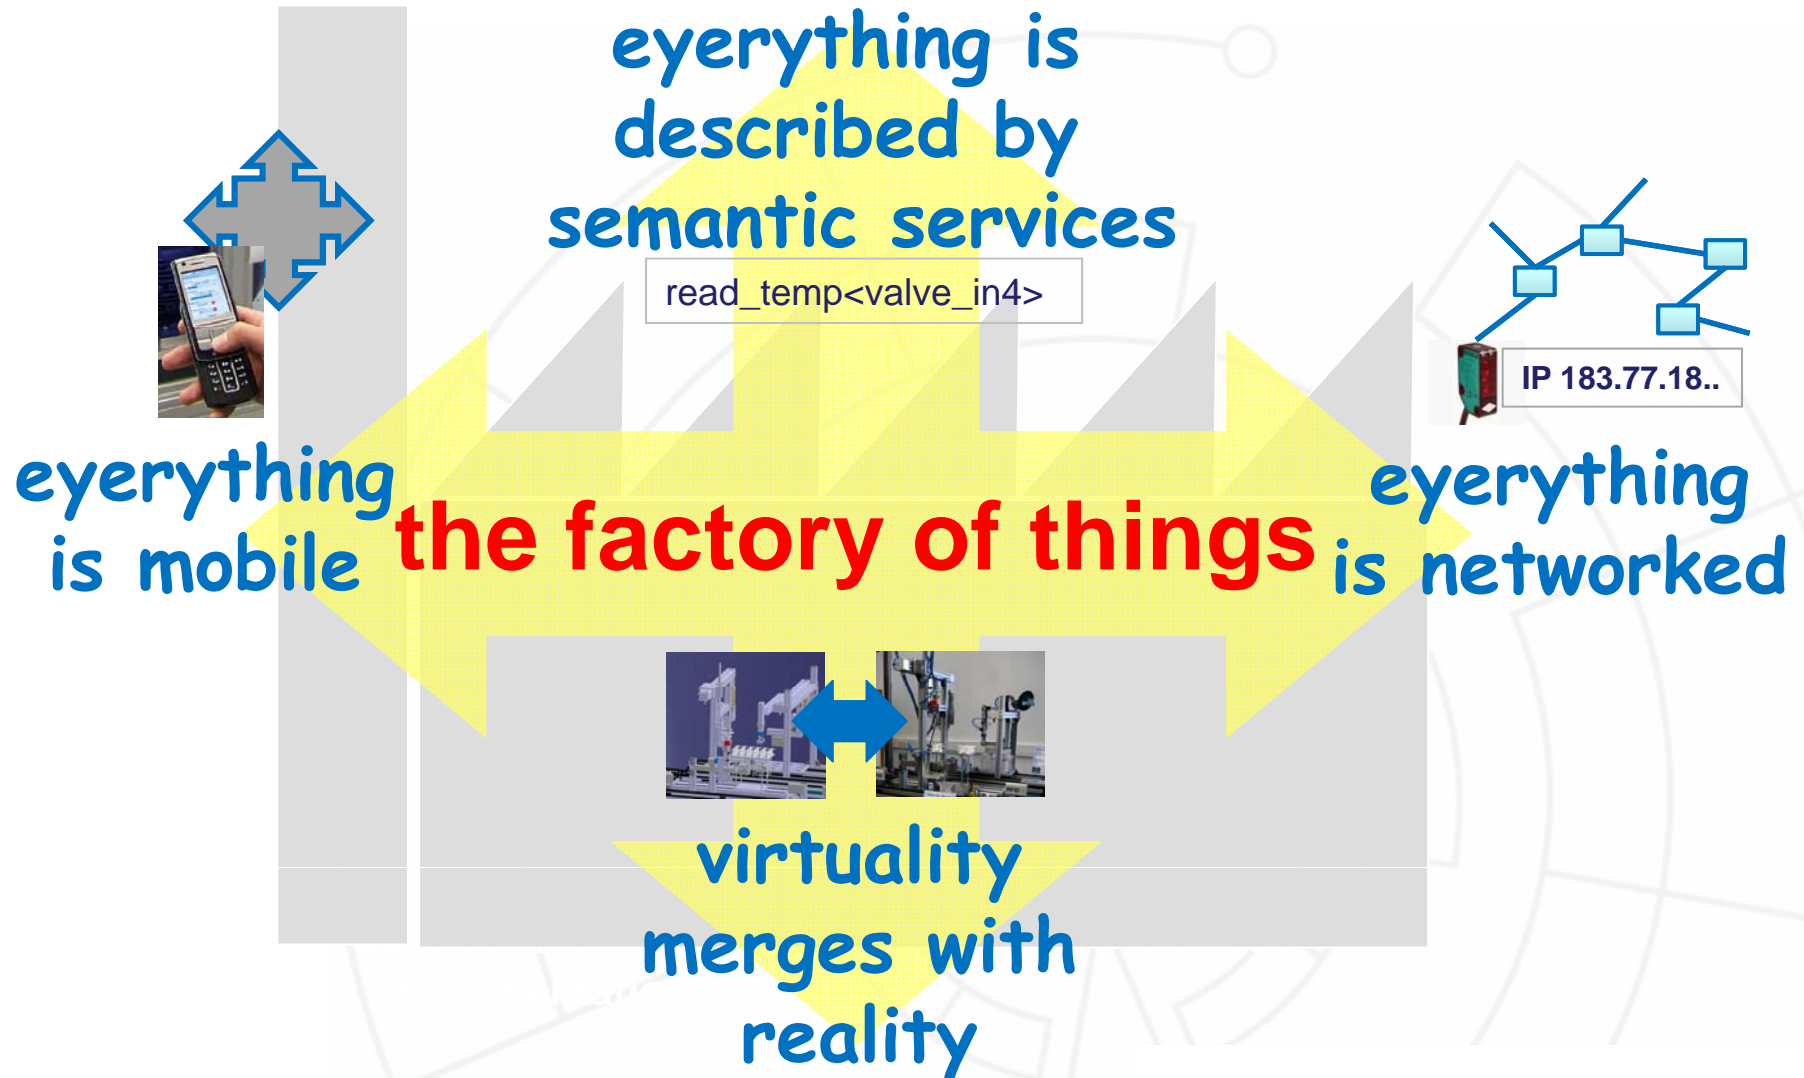 eyerything is
described by
semantic services
read_temp<valve_in4>
IP 183.77.18..
eyerything
is mobile
the factory of things
eyerything
is networked
virtuality
merges with
reality